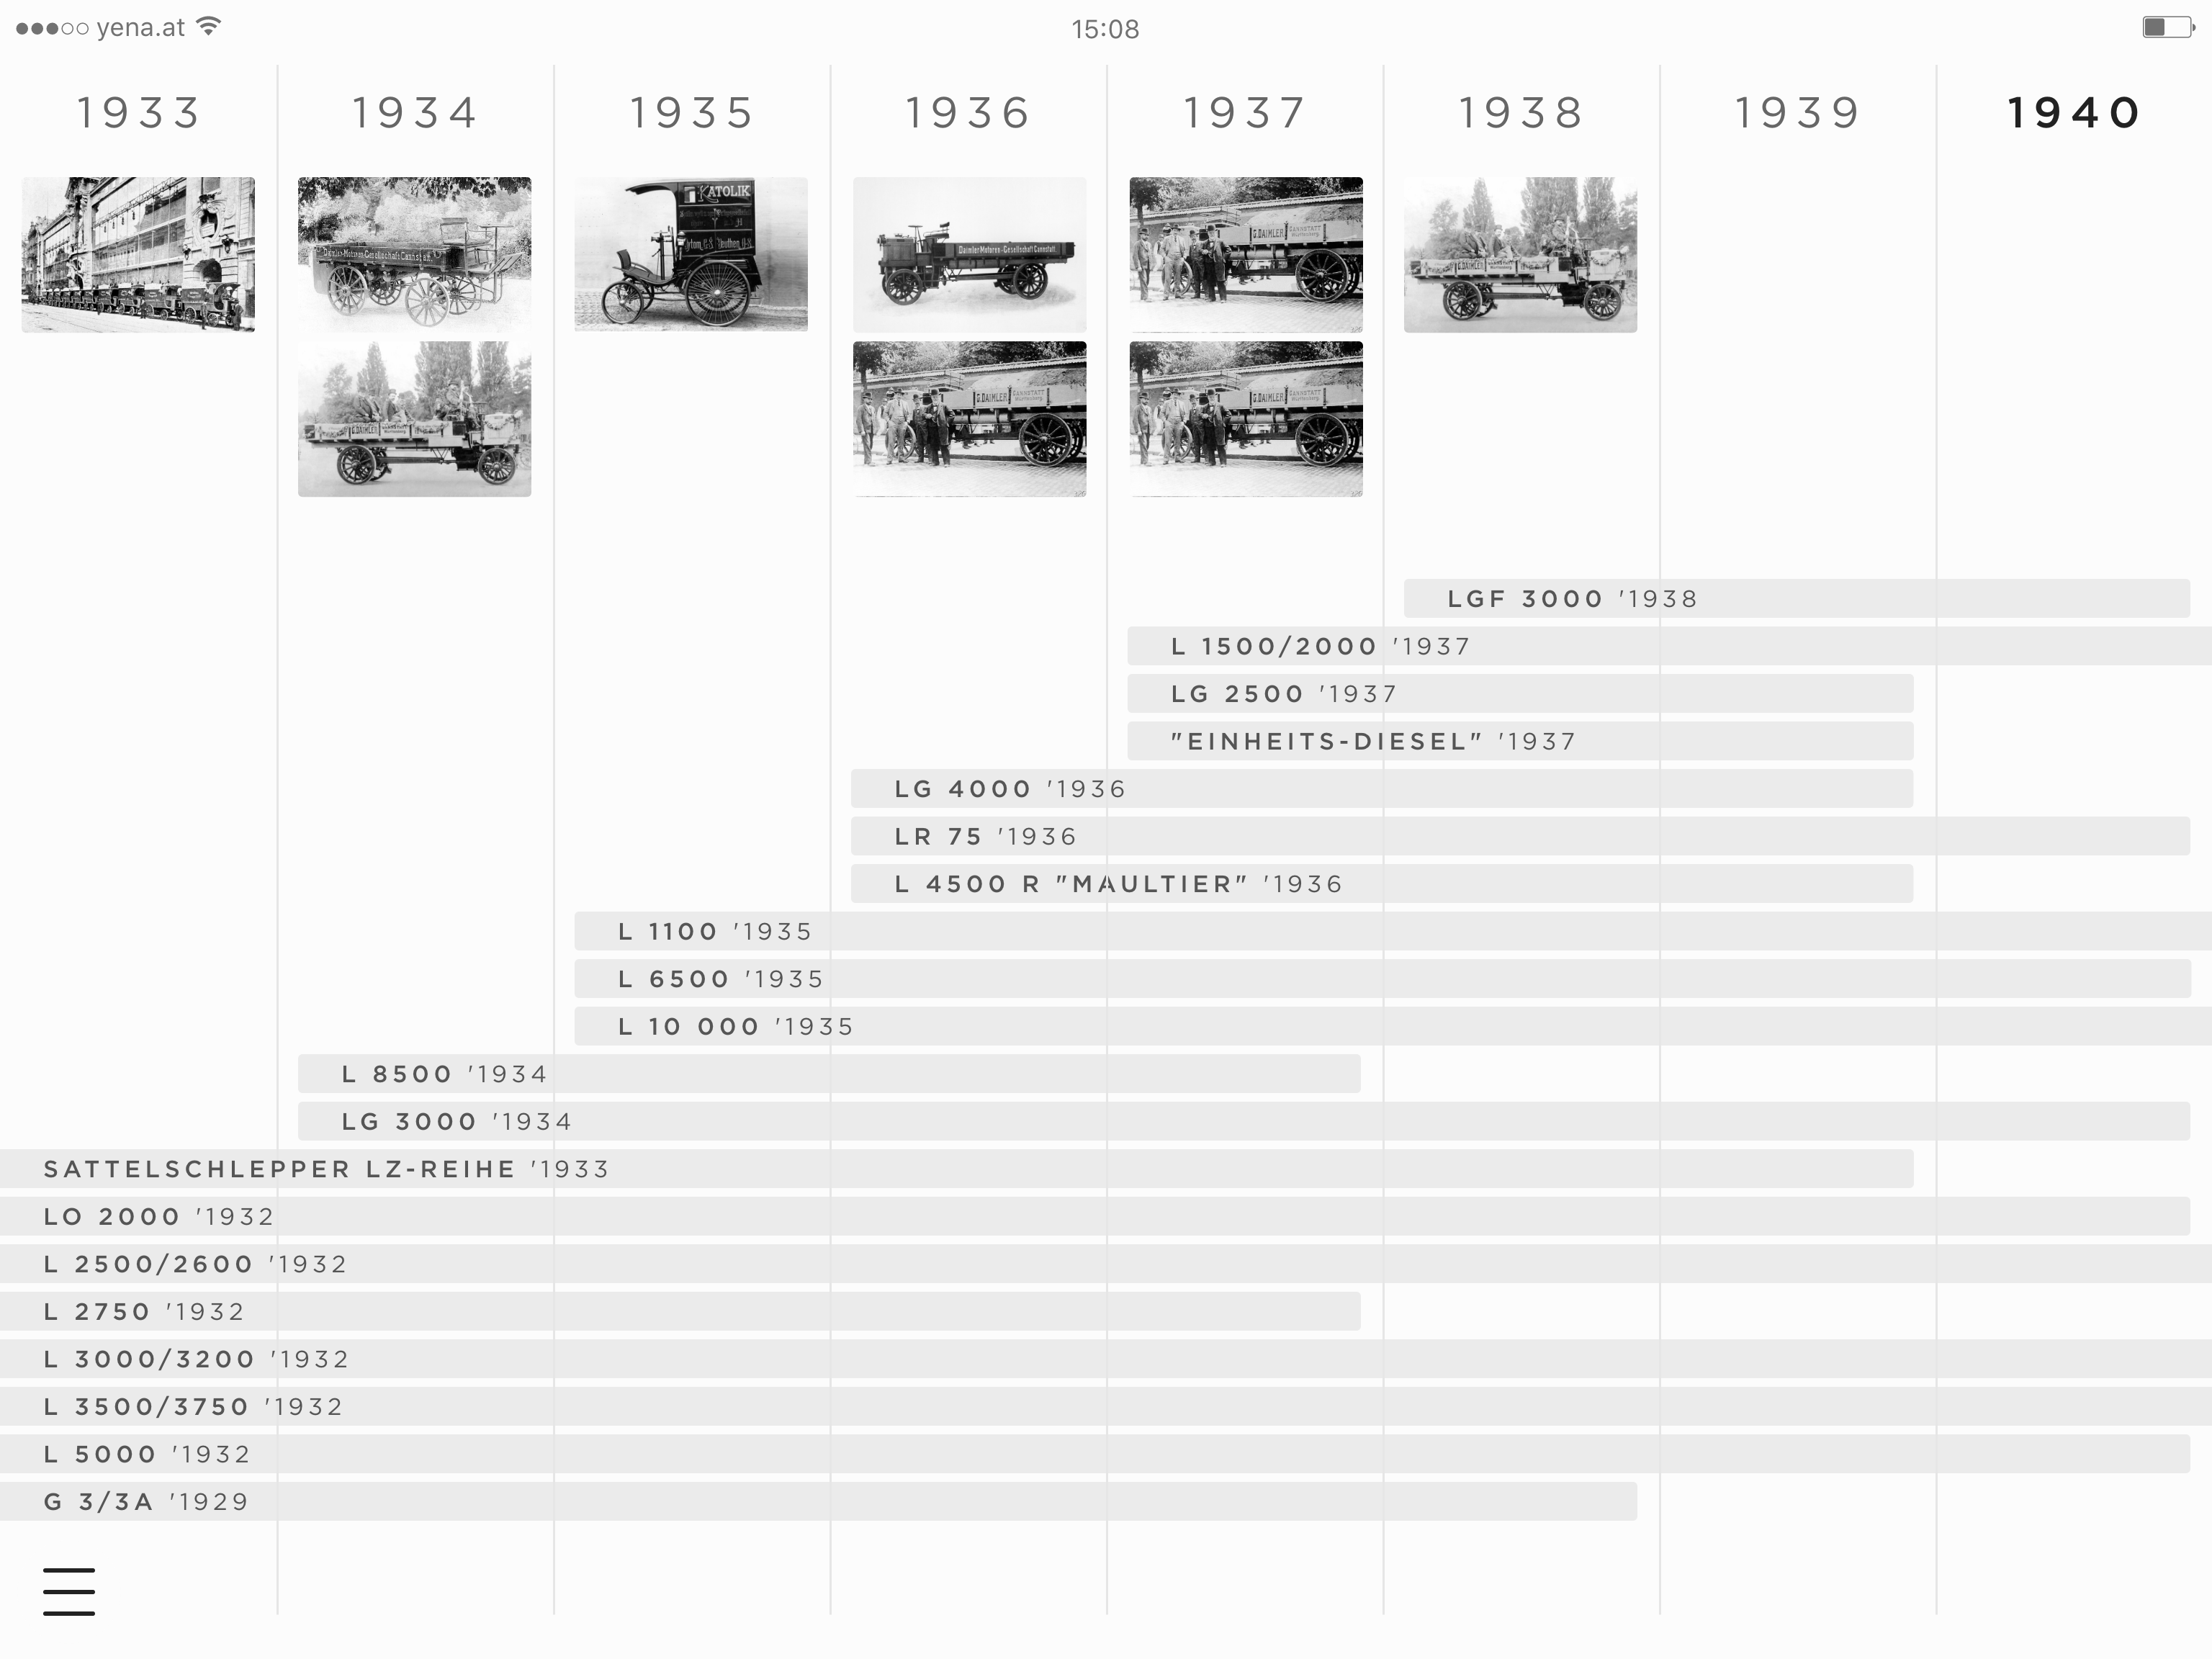 yena.at
15:08
1933 1934 1935 1936 1937 1938 1939 1940
Daimler-Motoren-Gesellschaft Cannstatt.
KATOLIK
Daimler Motoren-Gesellschaft Cannstatt
G.DAIMLER CANNSTATT
G.DAIMLER
G.DAIMLER
G.DAIMLER CANNSTATT
G.DAIMLER CANNSTATT
LGF 3000 '1938
L 1500/2000 '1937
LG 2500 '1937
"EINHEITS-DIESEL" '1937
LG 4000 '1936
LR 75 '1936
L 4500 R "MAULTIER" '1936
L 1100 '1935
L 6500 '1935
L 10 000 '1935
L 8500 '1934
LG 3000 '1934
SATTELSCHLEPPER LZ-REIHE '1933
LO 2000 '1932
L 2500/2600 '1932
L 2750 '1932
L 3000/3200 '1932
L 3500/3750 '1932
L 5000 '1932
G 3/3A '1929